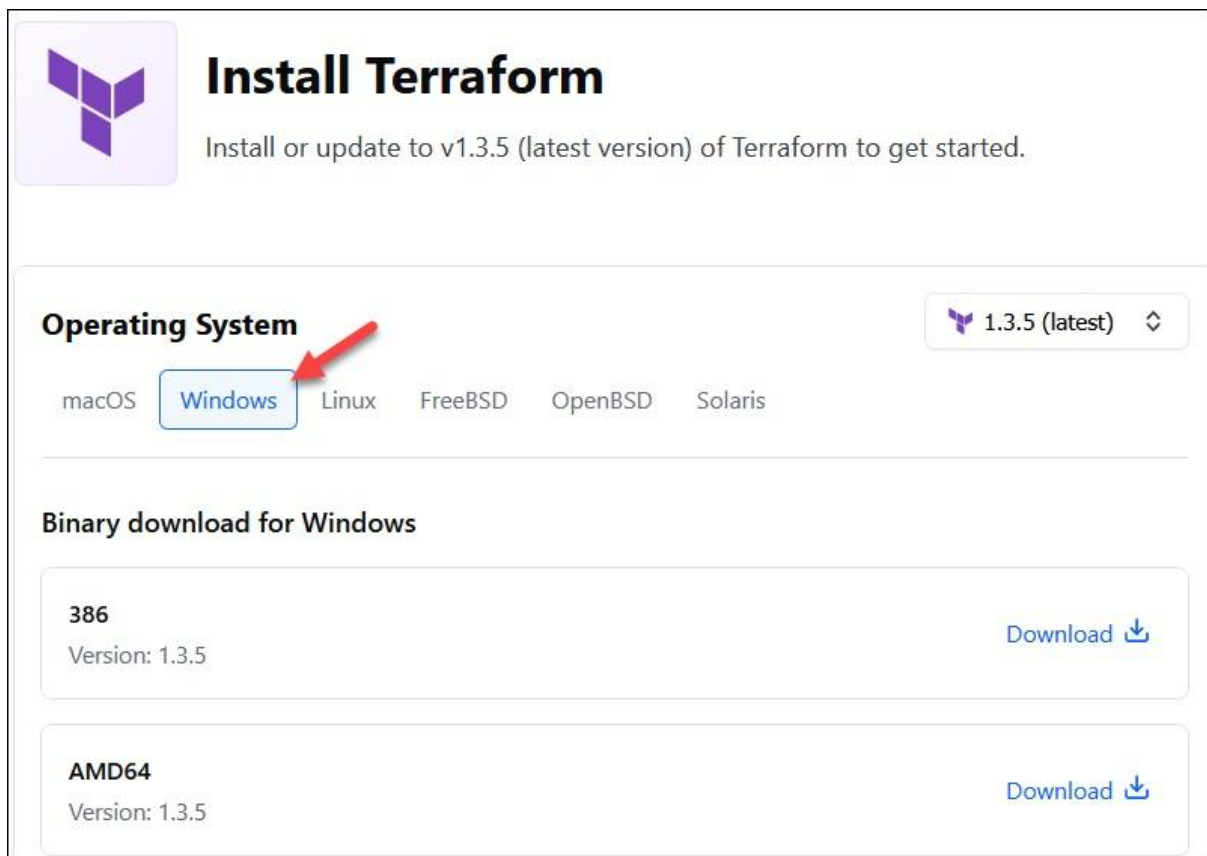 Install Terraform
Install or update to v1.3.5 (latest version) of Terraform to get started.
Operating System
1.3.5 (latest)
macOS Windows Linux FreeBSD OpenBSD Solaris
Binary download for Windows
386
Version: 1.3.5
Download
AMD64
Version: 1.3.5
Download